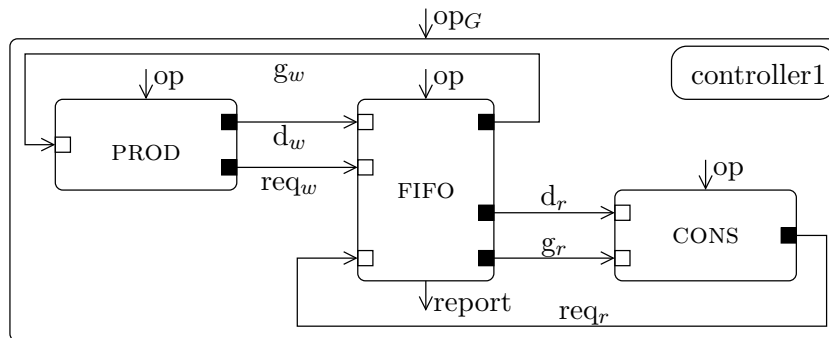 op_G
controller1
g_w
op
op
PROD
d_w
req_w
FIFO
op
d_r
g_r
CONS
report
req_r